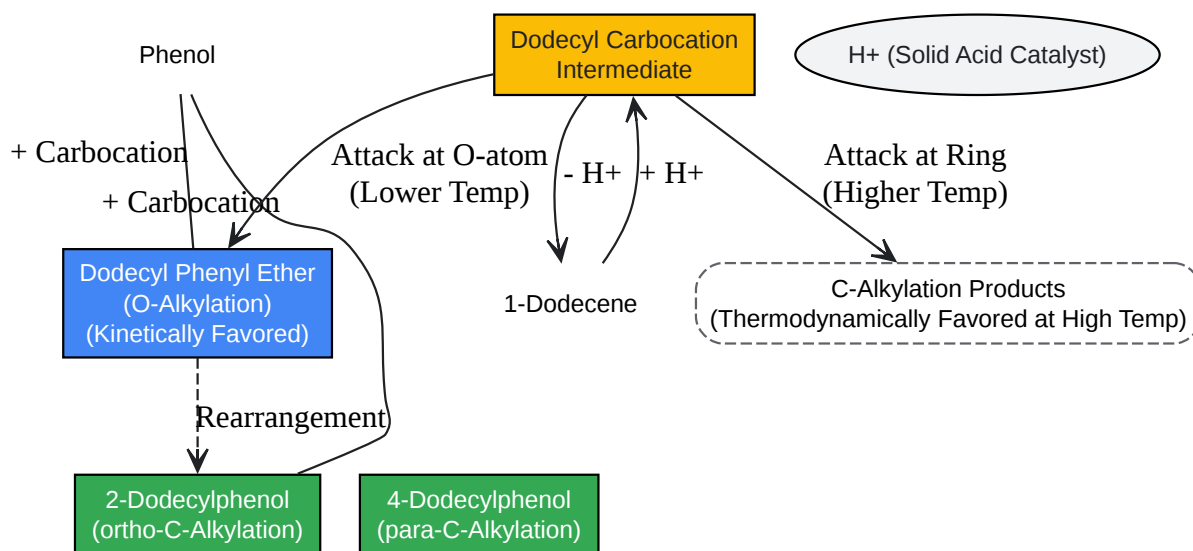 Dodecyl Carbocation
Intermediate
H+ (Solid Acid Catalyst)
Phenol
+ Carbocation
+ Carbocation
Attack at O-atom
(Lower Temp)
- H+
+ H+
Attack at Ring
(Higher Temp)
Dodecyl Phenyl Ether
(O-Alkylation)
(Kinetically Favored)
1-Dodecene
C-Alkylation Products
(Thermodynamically Favored at High Temp)
Rearrangement
2-Dodecylphenol
(ortho-C-Alkylation)
4-Dodecylphenol
(para-C-Alkylation)